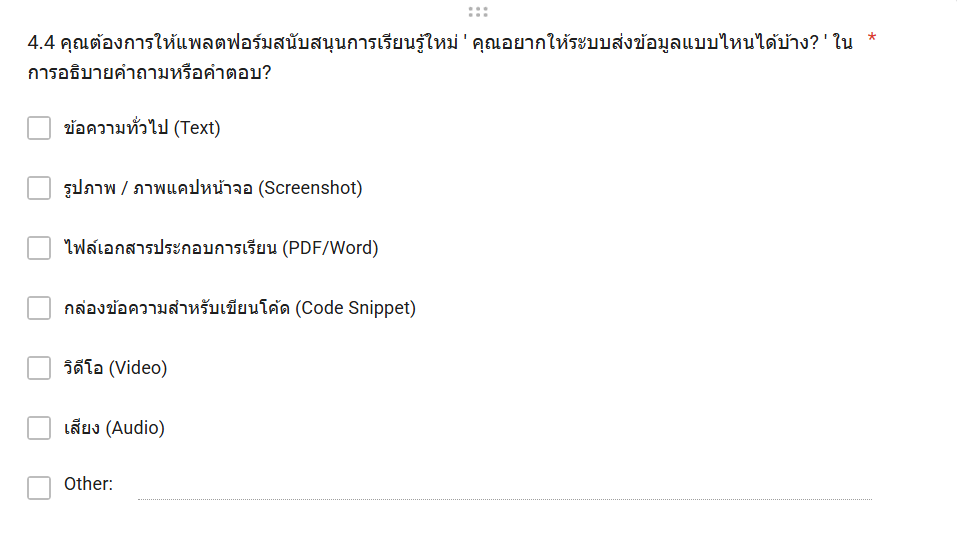 4.4 คุณต้องการให้แพลตฟอร์มสนับสนุนการเรียนรู้ใหม่ ' คุณอยากให้ระบบส่งข้อมูลแบบไหนได้บ้าง? ' ใน *
การอธิบายคำถามหรือคำตอบ?
ข้อความทั่วไป (Text)
รูปภาพ / ภาพแคปหน้าจอ (Screenshot)
ไฟล์เอกสารประกอบการเรียน (PDF/Word)
กล่องข้อความสำหรับเขียนโค้ด (Code Snippet)
วิดีโอ (Video)
เสียง (Audio)
Other: